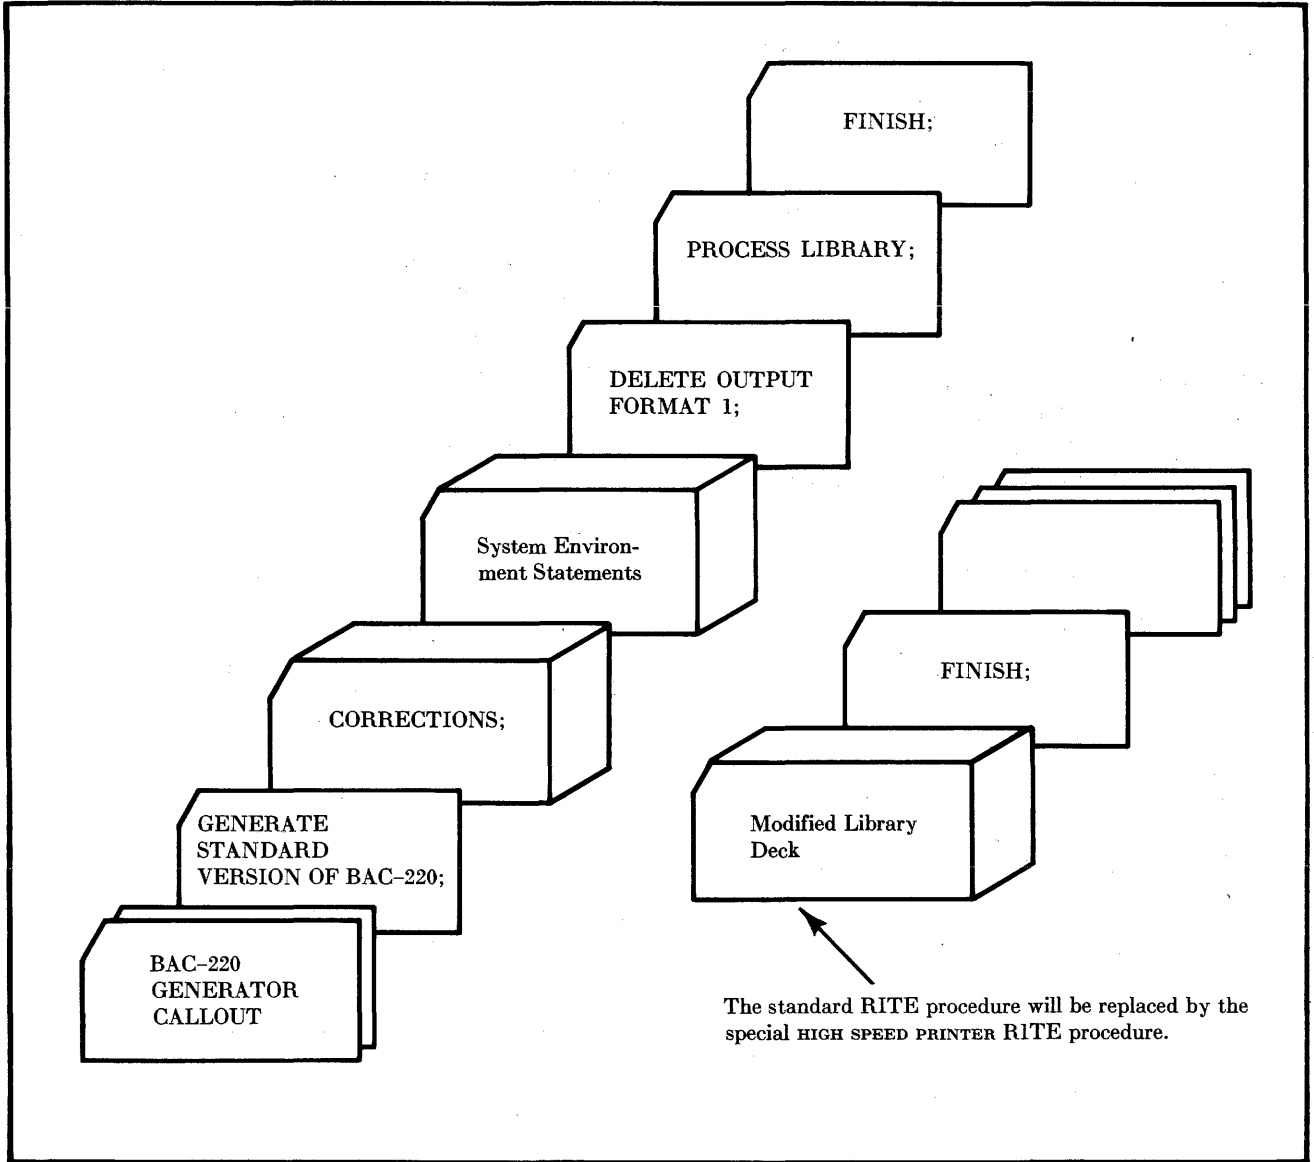 FINISH;
PROCESS LIBRARY;
DELETE OUTPUT
FORMAT 1;
System Environ-
ment Statements
CORRECTIONS;
GENERATE
STANDARD
VERSION OF BAC-220;
BAC-220
GENERATOR
CALLOUT
FINISH;
Modified Library
Deck
The standard RITE procedure will be replaced by the
special HIGH SPEED PRINTER RITE procedure.